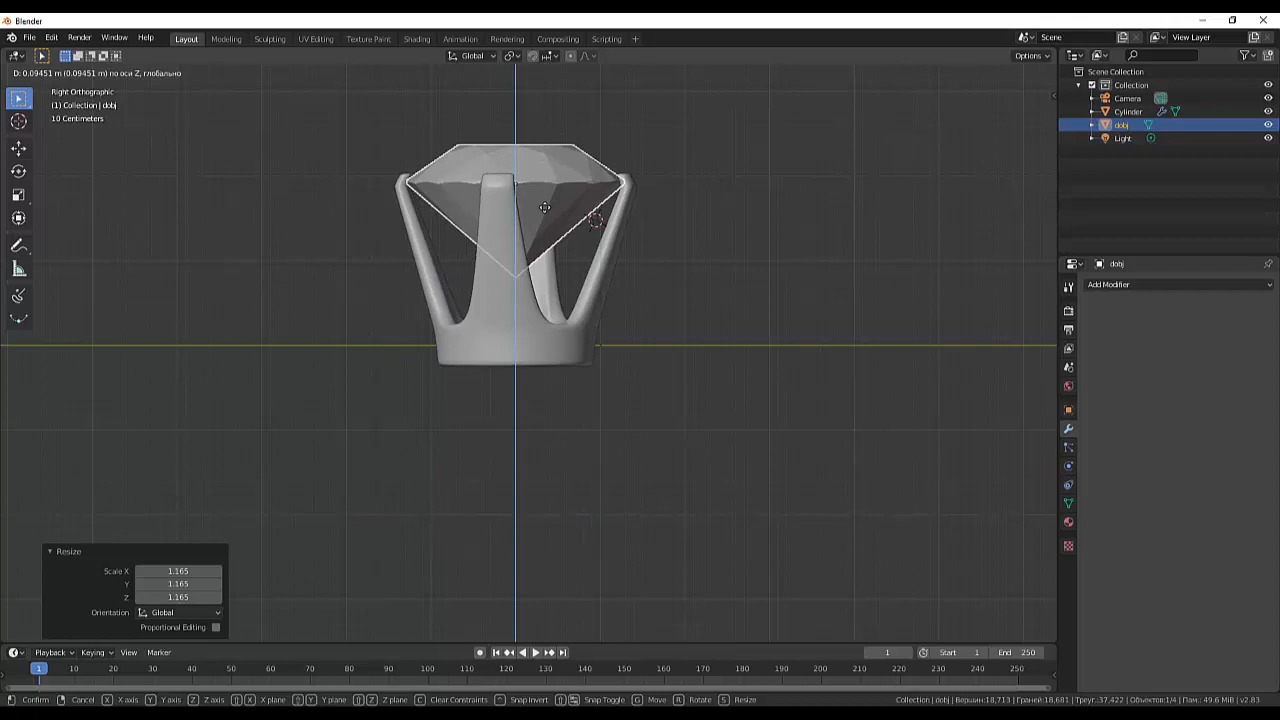 Blender
File Edit Render Window Help Layout Modeling Sculpting UV Editing Texture Paint Shading Animation Rendering Compositing Scripting + Scene View Layer
Global Options
D: 0.09451 m (0.09451 m) по оси Z, глобально
Right Orthographic
(1) Collection | dobj
10 Centimeters
Scene Collection
Collection
Camera
Cylinder
dobj
Light
dobj
Add Modifier
Resize
Scale X 1.165
Y 1.165
Z 1.165
Orientation Global
Proportional Editing
Playback Keying View Marker 1 Start 1 End 250
1 10 20 30 40 50 60 70 80 90 100 110 120 130 140 150 160 170 180 190 200 210 220 230 240 250
Confirm Cancel X X axis Y Y axis Z Z axis X X plane Y Y plane Z Z plane C Clear Constraints Snap Invert Snap Toggle G Move R Rotate S Resize Collection | dobj | Вершин:18,713 | Граней:18,681 | Треуг.:37,422 | Объектов:1/4 | Пам.: 49.6 MiB | v2.83